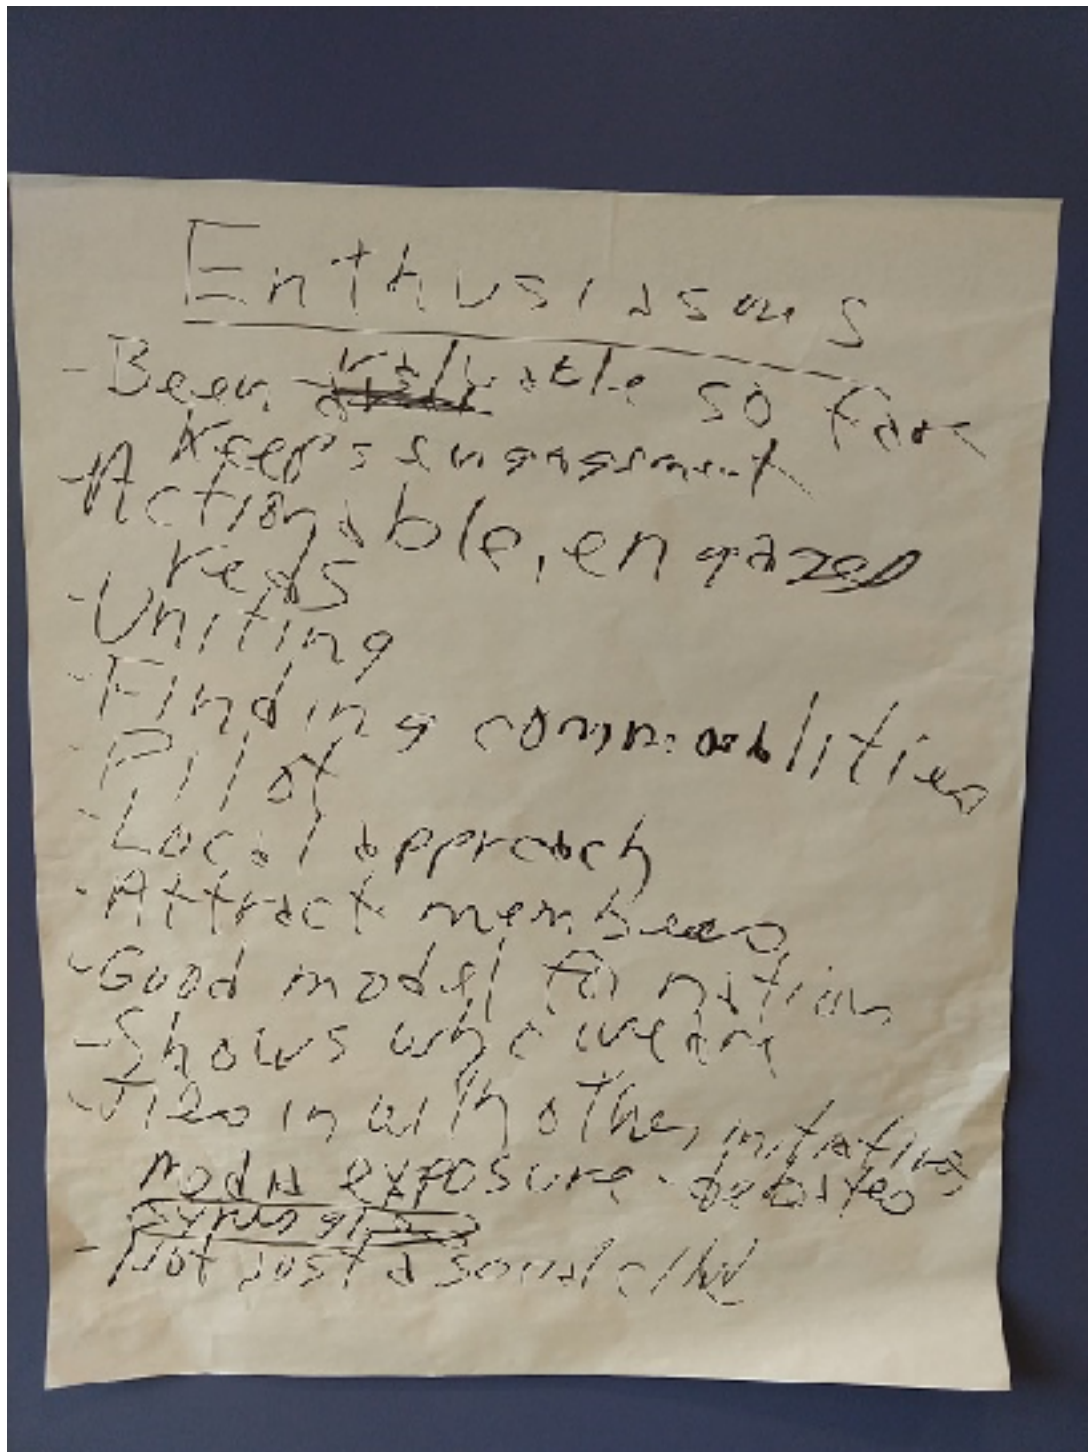 Enthusiasms
- Been valuable so far
Keeps engagement
- Actionable, engaged
reds
- Uniting
- Finding commonalities
- Pilot
- Local approach
- Attract members
- Good model for nation
- Shows who we are
- Ties in with other initiatives
media exposure - debates
synergies
- Not just a social club